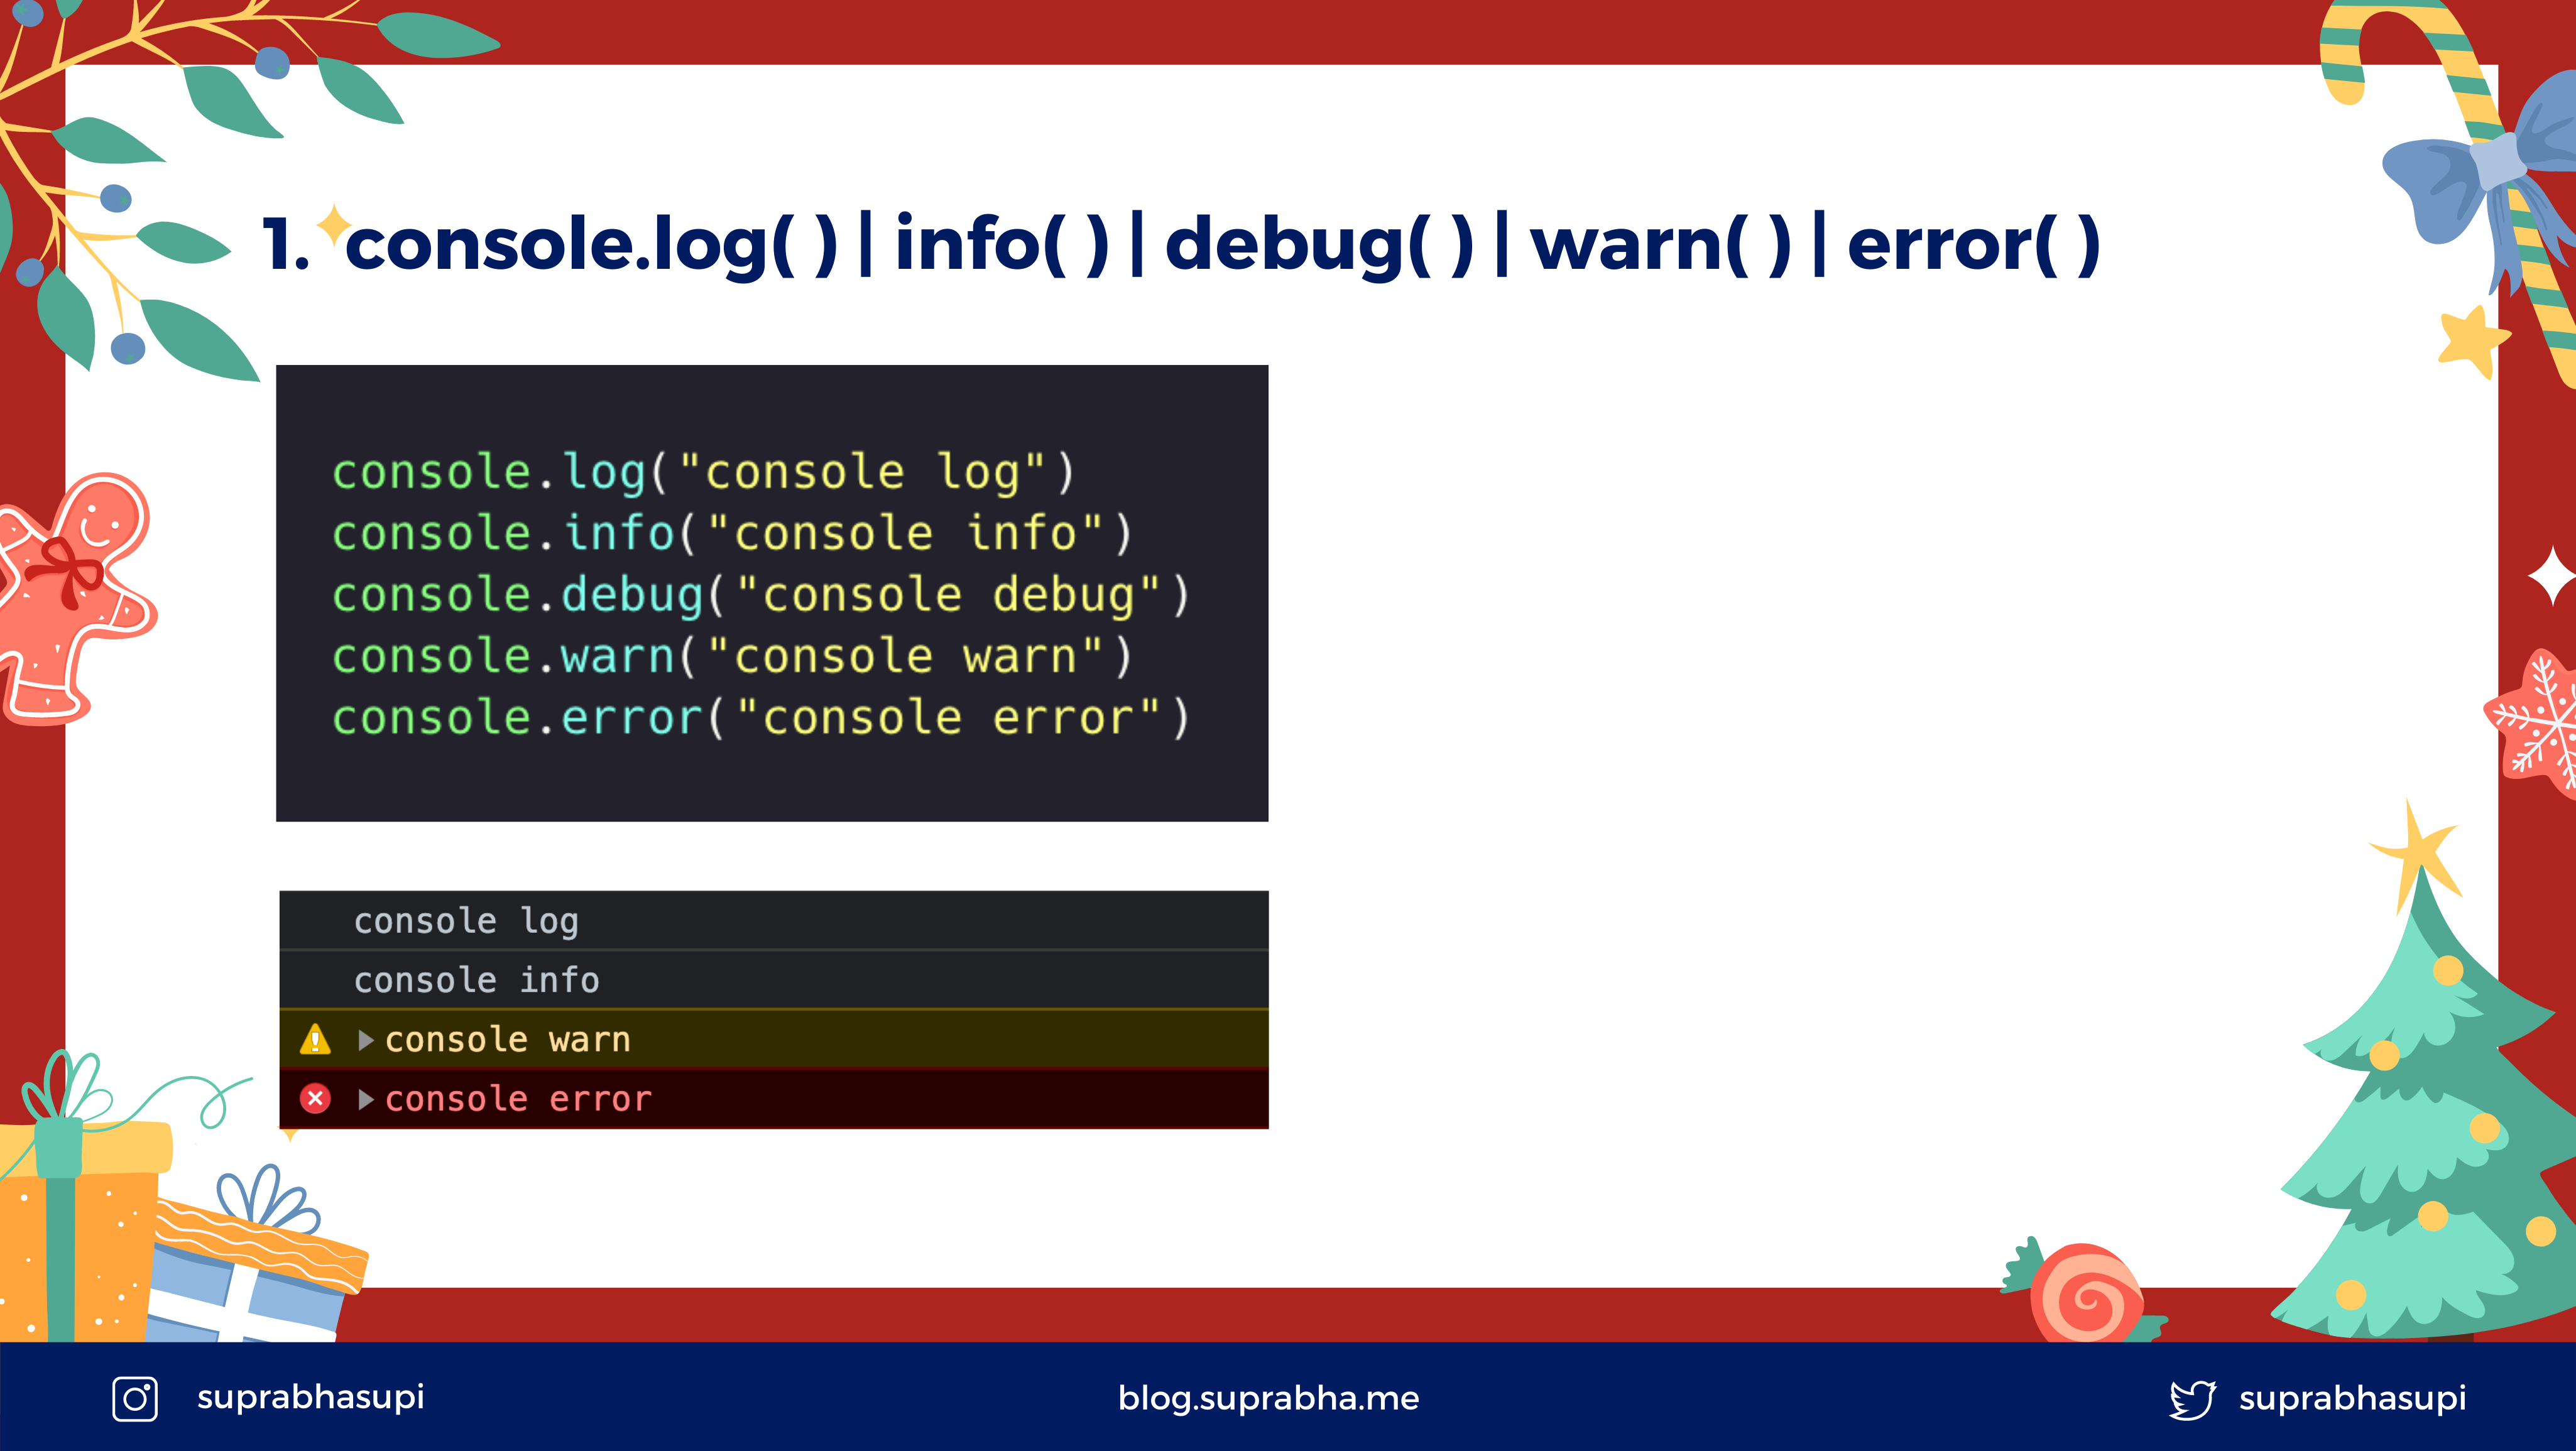 1. console.log( ) | info( ) | debug( ) | warn( ) | error( )
console.log("console log")
console.info("console info")
console.debug("console debug")
console.warn("console warn")
console.error("console error")
console log
console info
console warn
console error
suprabhasupi
blog.suprabha.me
suprabhasupi